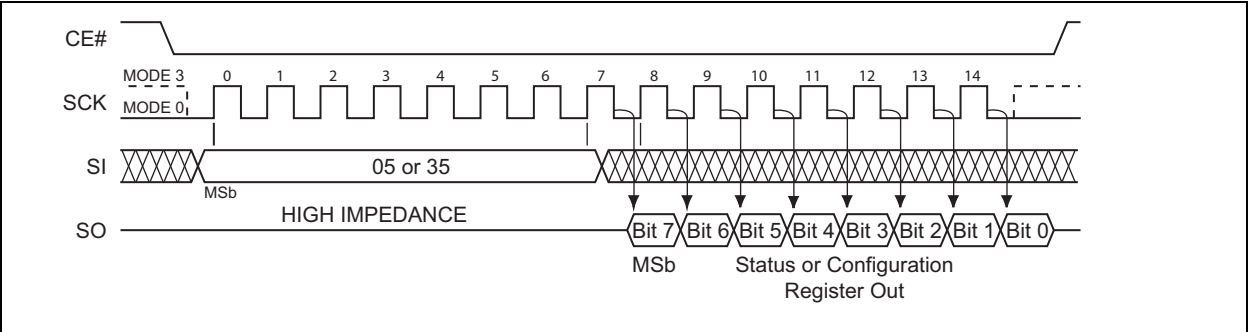 CE#
MODE 3 0 1 2 3 4 5 6 7 8 9 10 11 12 13 14
SCK
MODE 0
SI 05 or 35
MSb
HIGH IMPEDANCE
SO Bit 7 Bit 6 Bit 5 Bit 4 Bit 3 Bit 2 Bit 1 Bit 0
MSb Status or Configuration
Register Out